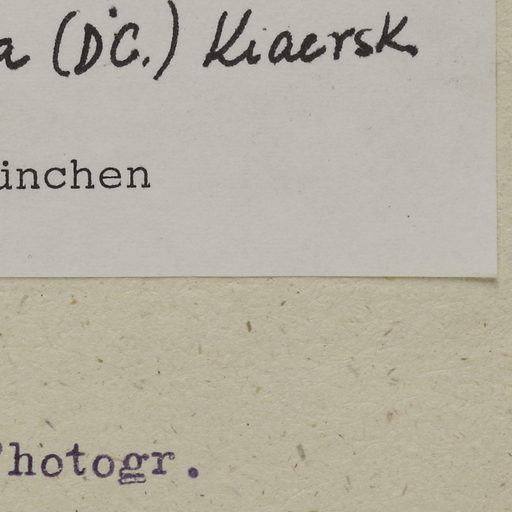 a (DC.) Kiaersk.
ünchen
Photogr.